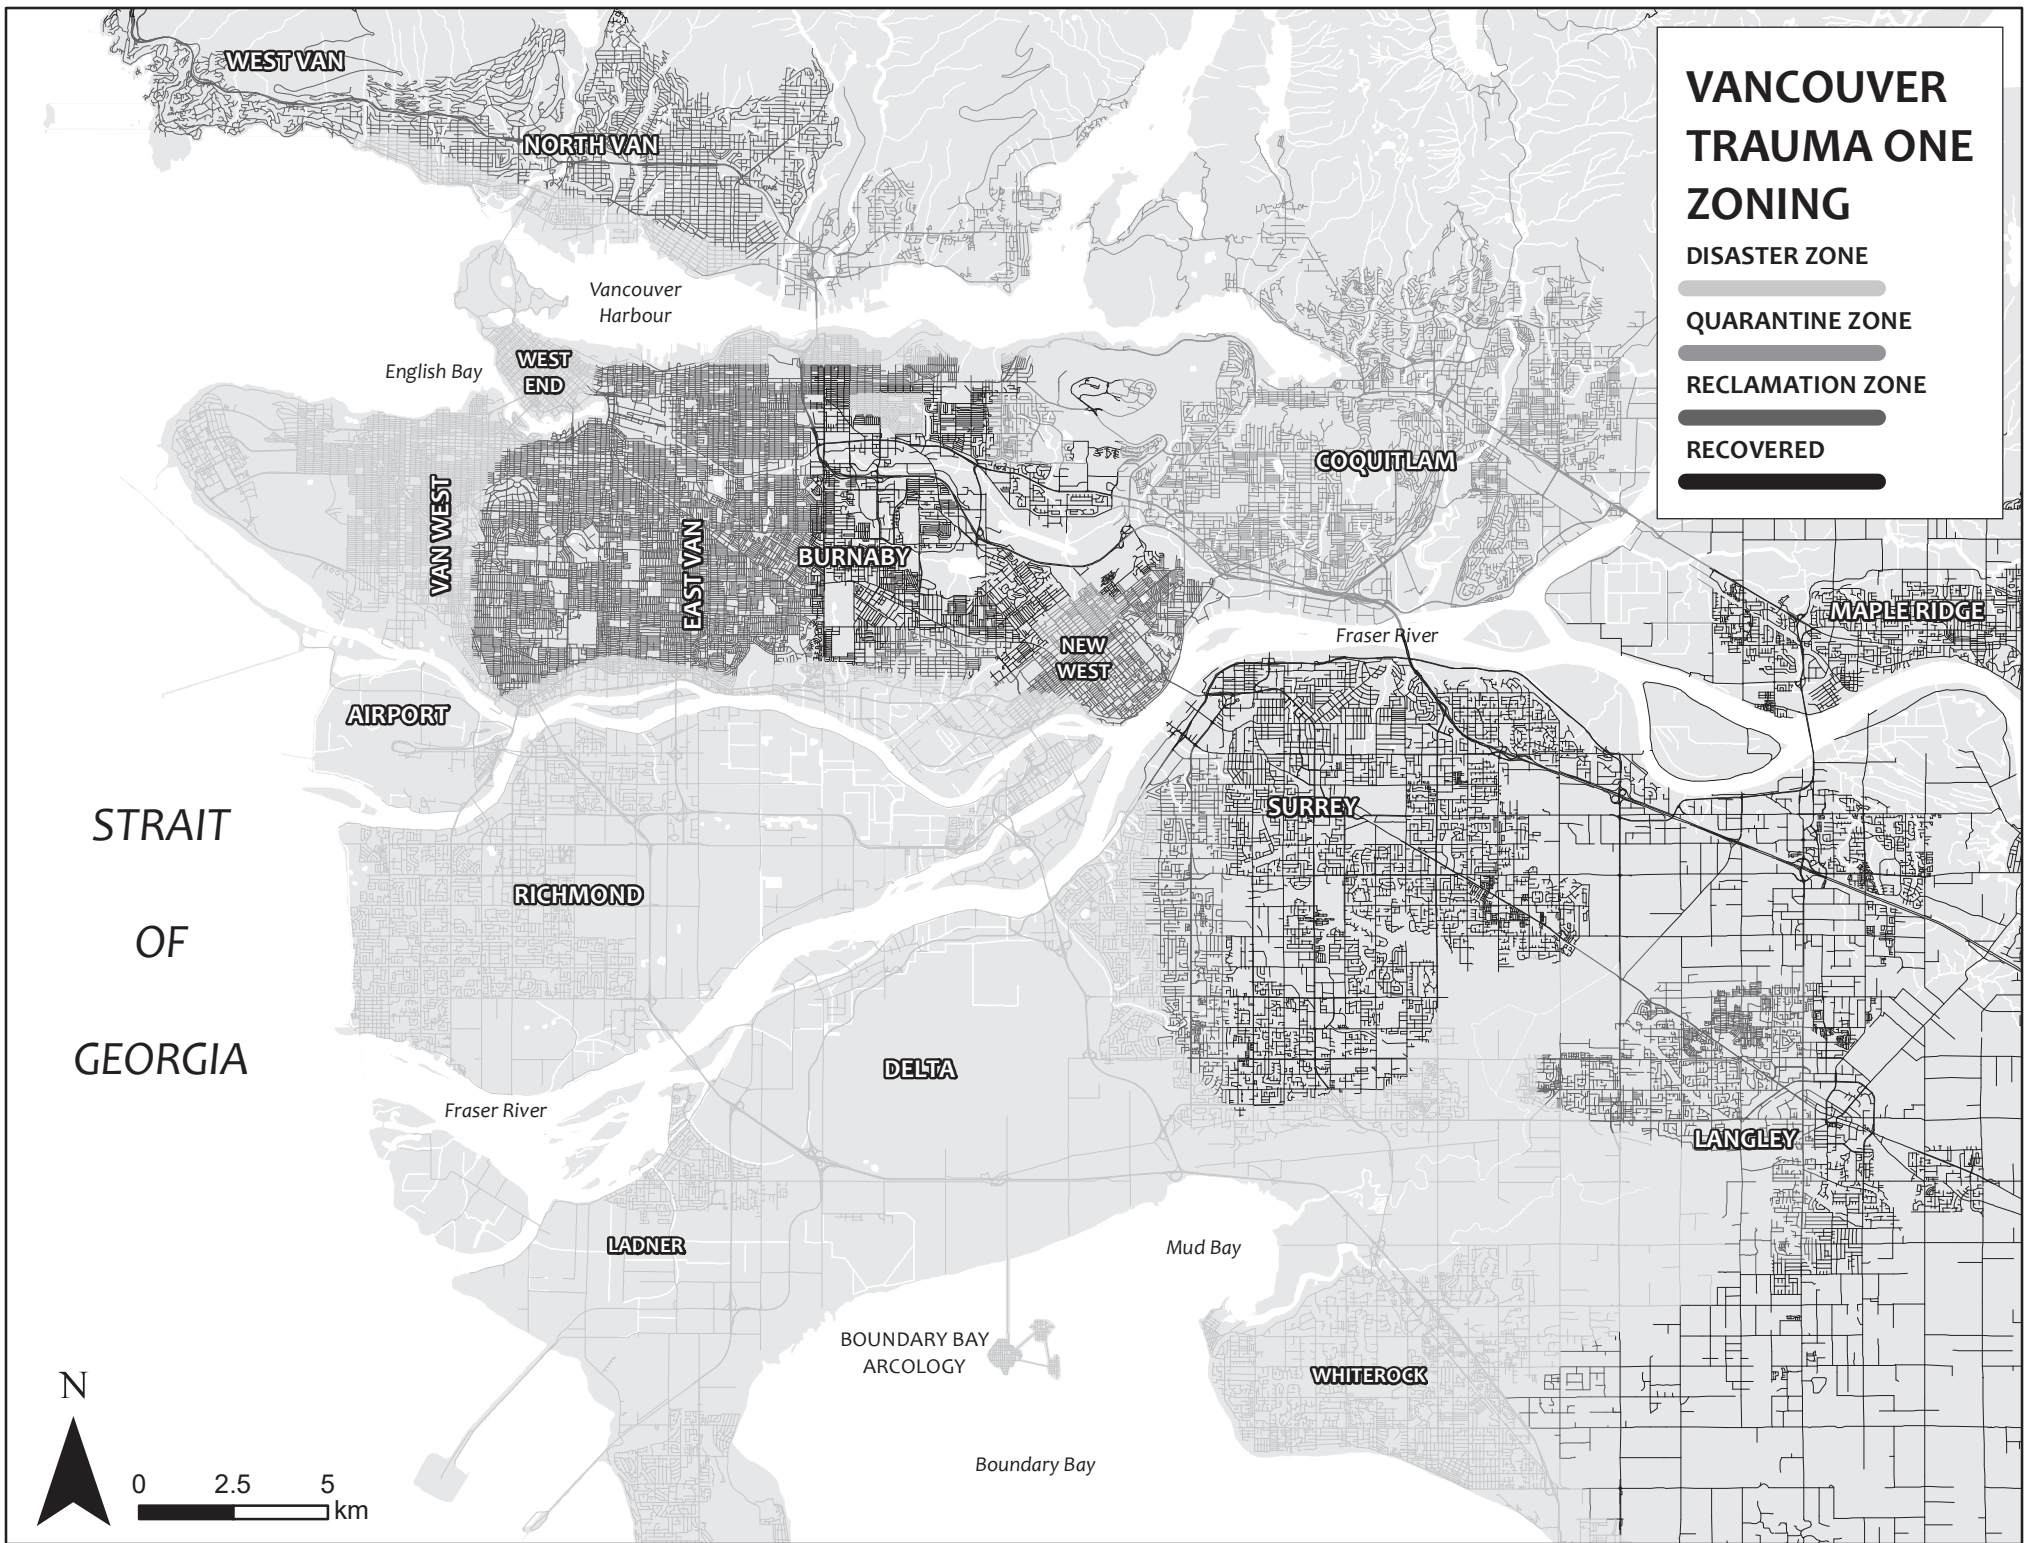 WEST VAN
NORTH VAN
VANCOUVER
TRAUMA ONE
ZONING
DISASTER ZONE
QUARANTINE ZONE
RECLAMATION ZONE
RECOVERED
Vancouver
Harbour
English Bay
WEST
END
VAN WEST
EAST VAN
BURNABY
COQUITLAM
NEW
WEST
Fraser River
MAPLE RIDGE
AIRPORT
SURREY
STRAIT
OF
GEORGIA
RICHMOND
DELTA
Fraser River
LANGLEY
LADNER
Mud Bay
BOUNDARY BAY
ARCOLOGY
WHITEROCK
Boundary Bay
N
0 2.5 5
km